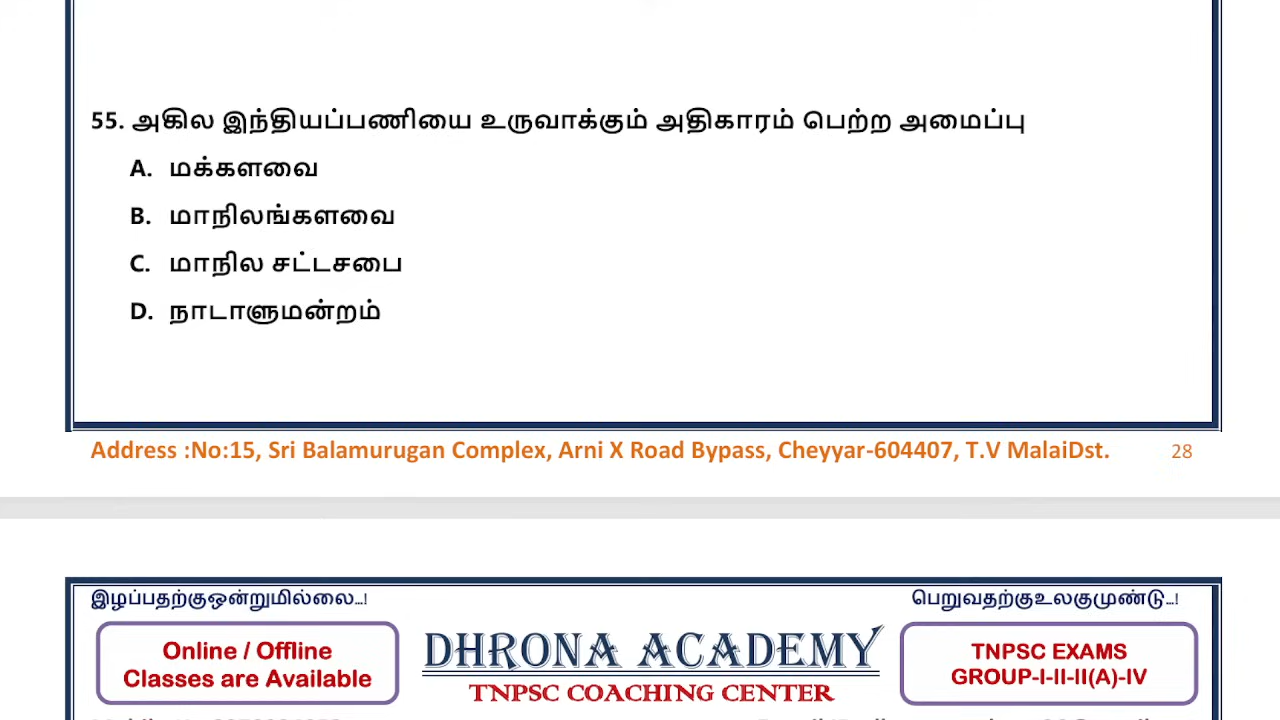 55. அகில இந்தியப்பணியை உருவாக்கும் அதிகாரம் பெற்ற அமைப்பு
A. மக்களவை
B. மாநிலங்களவை
C. மாநில சட்டசபை
D. நாடாளுமன்றம்
Address :No:15, Sri Balamurugan Complex, Arni X Road Bypass, Cheyyar-604407, T.V MalaiDst. 28
இழப்பதற்குஒன்றுமில்லை...! பெறுவதற்குஉலகுமுண்டு...!
Online / Offline
Classes are Available
DHRONA ACADEMY
TNPSC COACHING CENTER
TNPSC EXAMS
GROUP-I-II-II(A)-IV